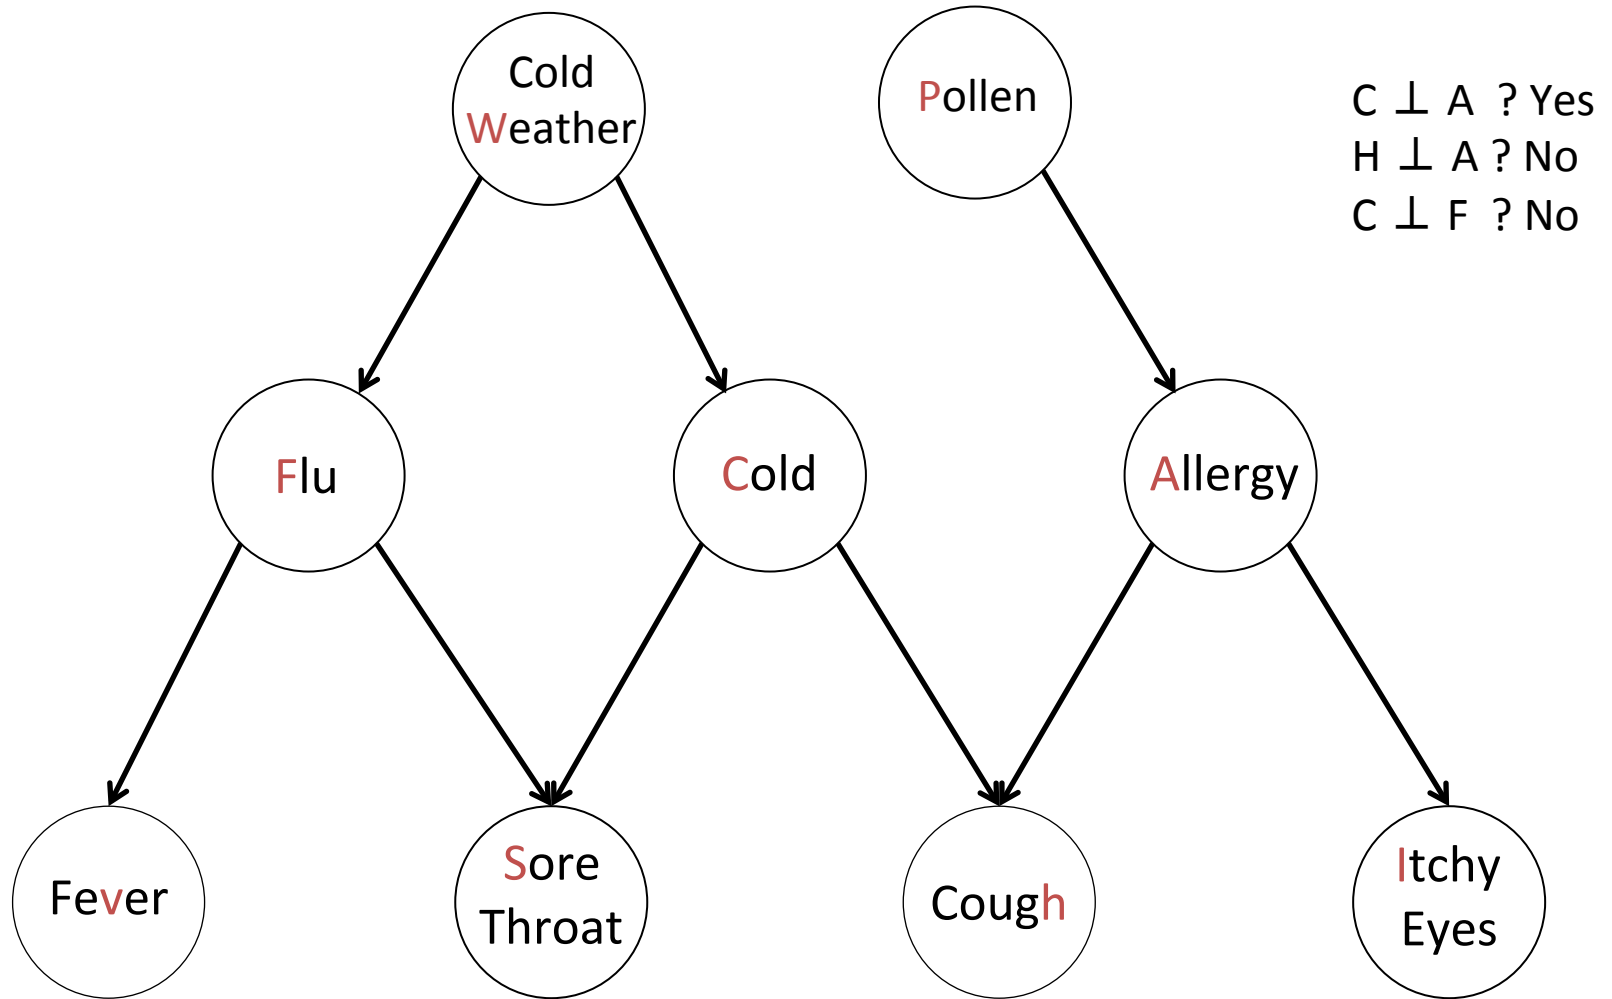 Cold
Weather
Pollen
C ⊥ A ? Yes
H ⊥ A ? No
C ⊥ F ? No
Flu
Cold
Allergy
Fever
Sore
Throat
Cough
Itchy
Eyes